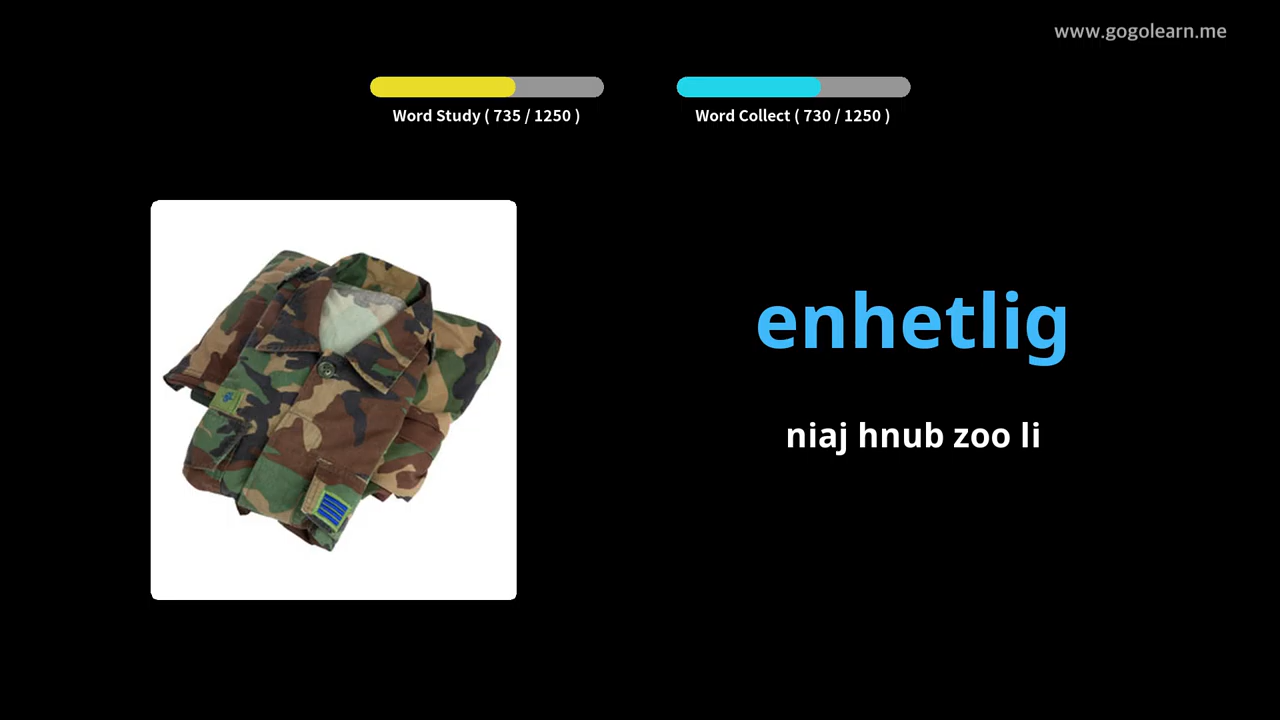 www.gogolearn.me
Word Study ( 735 / 1250 )
Word Collect ( 730 / 1250 )
enhetlig
niaj hnub zoo li